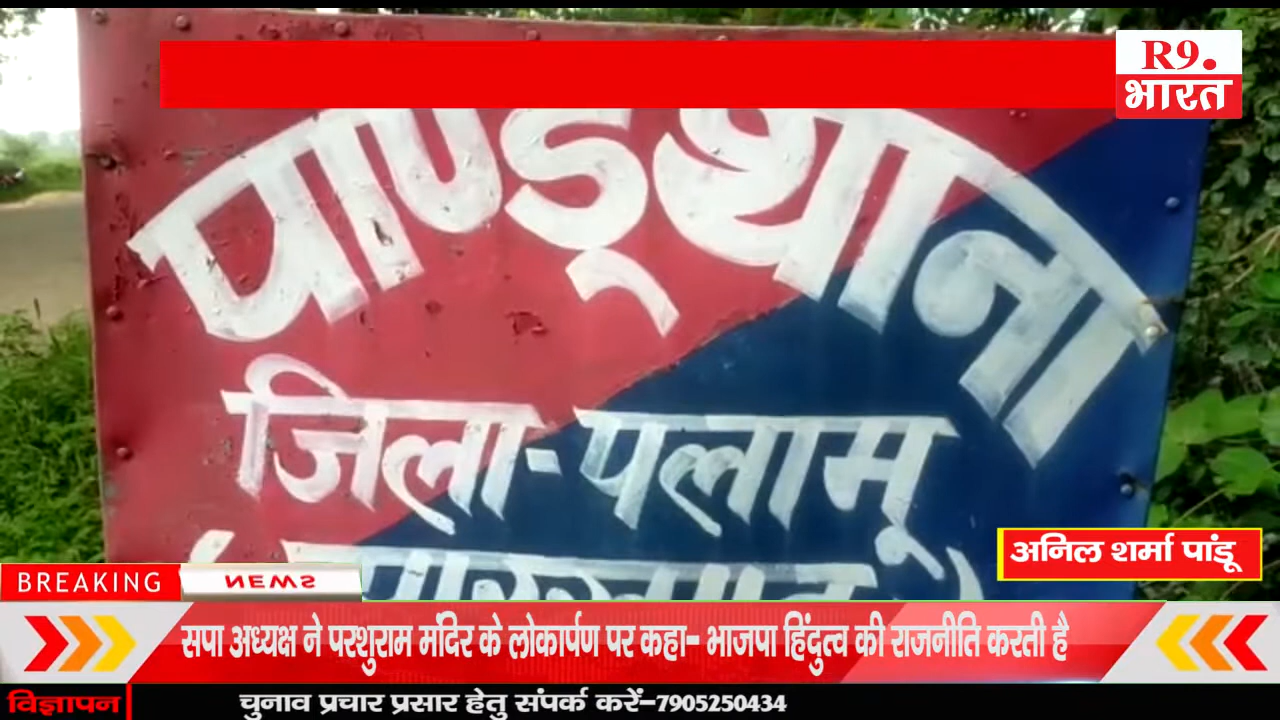 R9.
भारत
पाण्डू थाना
जिला-पलामू
अनिल शर्मा पांडू
BREAKING NEWS
सपा अध्यक्ष ने परशुराम मंदिर के लोकार्पण पर कहा- भाजपा हिंदुत्व की राजनीति करती है
विज्ञापन चुनाव प्रचार प्रसार हेतु संपर्क करें-7905250434